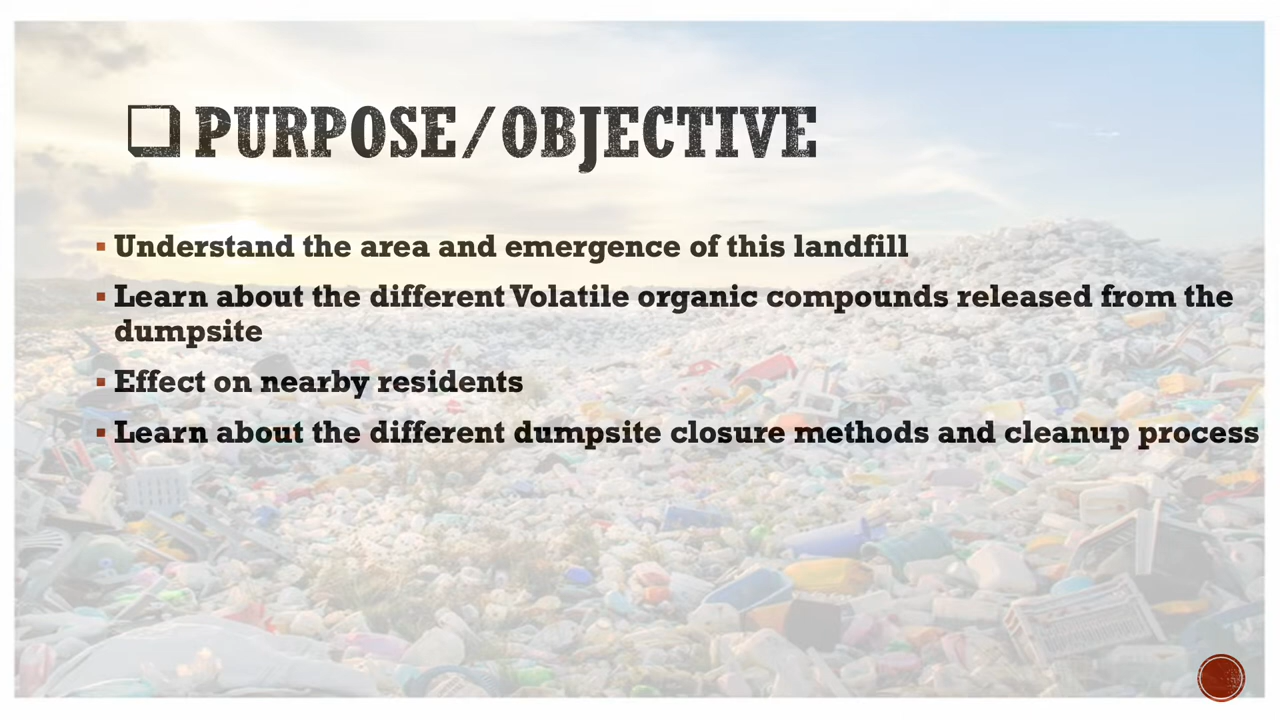 ❑ PURPOSE/OBJECTIVE
▪ Understand the area and emergence of this landfill
▪ Learn about the different Volatile organic compounds released from the
dumpsite
▪ Effect on nearby residents
▪ Learn about the different dumpsite closure methods and cleanup process